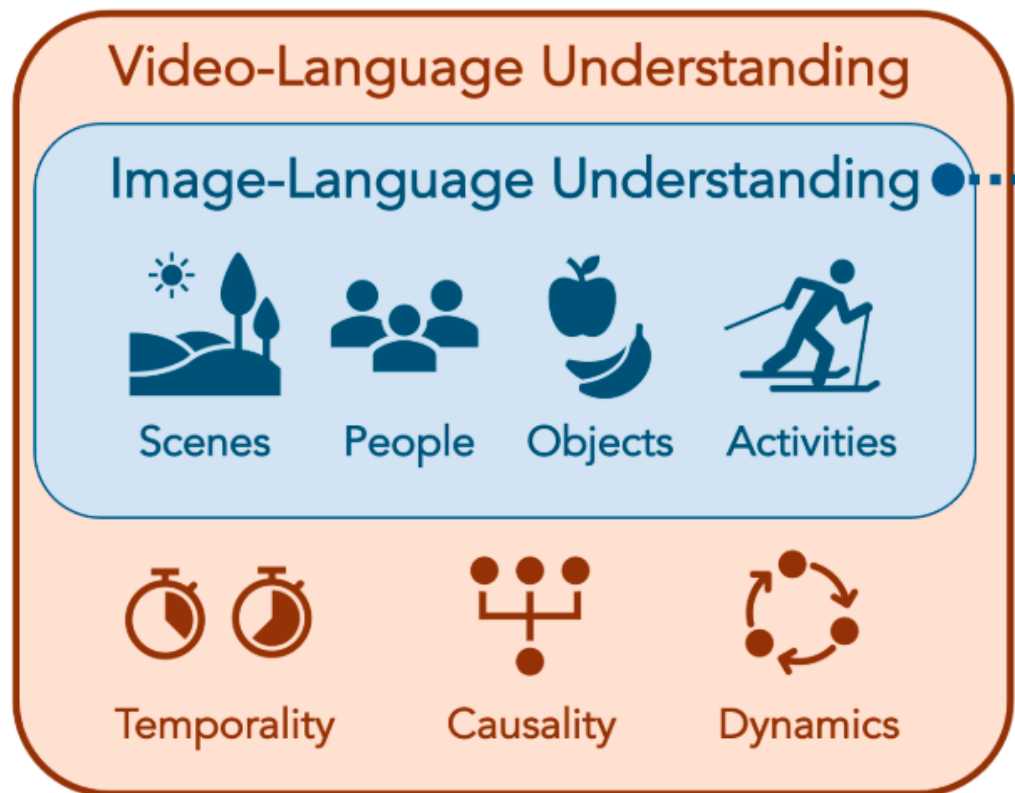 Video-Language Understanding
Image-Language Understanding
Scenes People Objects Activities
Temporality Causality Dynamics